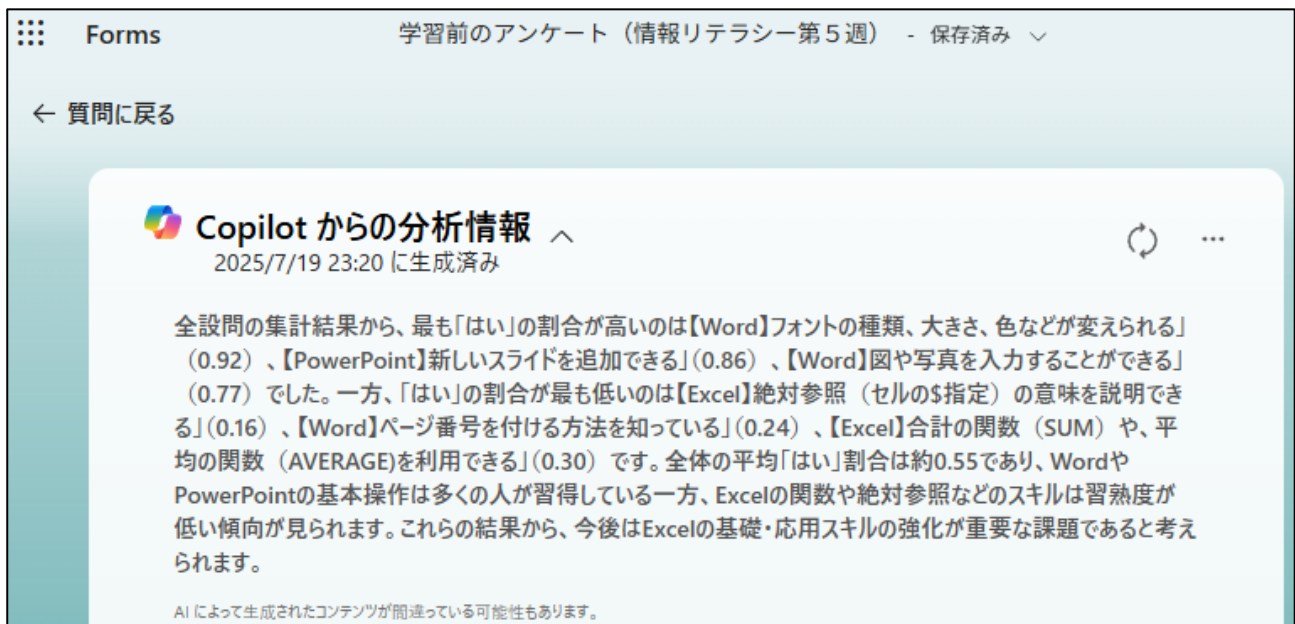 Forms
学習前のアンケート（情報リテラシー第５週） - 保存済み
← 質問に戻る
Copilot からの分析情報
2025/7/19 23:20 に生成済み
全設問の集計結果から、最も「はい」の割合が高いのは【Word】フォントの種類、大きさ、色などが変えられる」
（0.92）、【PowerPoint】新しいスライドを追加できる」（0.86）、【Word】図や写真を入力することができる」
（0.77）でした。一方、「はい」の割合が最も低いのは【Excel】絶対参照（セルの$指定）の意味を説明でき
る」（0.16）、【Word】ページ番号を付ける方法を知っている」（0.24）、【Excel】合計の関数（SUM）や、平
均の関数（AVERAGE)を利用できる」（0.30）です。全体の平均「はい」割合は約0.55であり、Wordや
PowerPointの基本操作は多くの人が習得している一方、Excelの関数や絶対参照などのスキルは習熟度が
低い傾向が見られます。これらの結果から、今後はExcelの基礎・応用スキルの強化が重要な課題であると考え
られます。
AI によって生成されたコンテンツが間違っている可能性もあります。